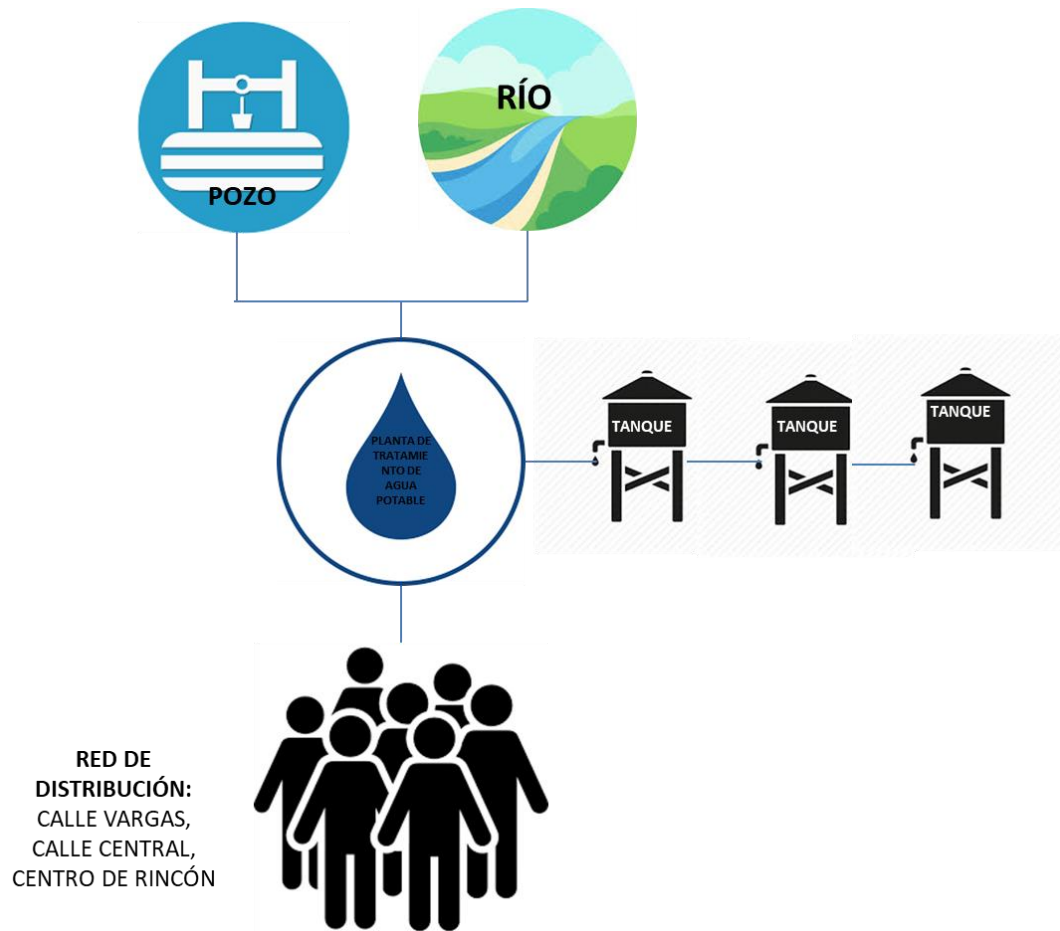 POZO
RÍO
PLANTA DE
TRATAMIE
NTO DE
AGUA
POTABLE
TANQUE
TANQUE
TANQUE
RED DE
DISTRIBUCIÓN:
CALLE VARGAS,
CALLE CENTRAL,
CENTRO DE RINCÓN